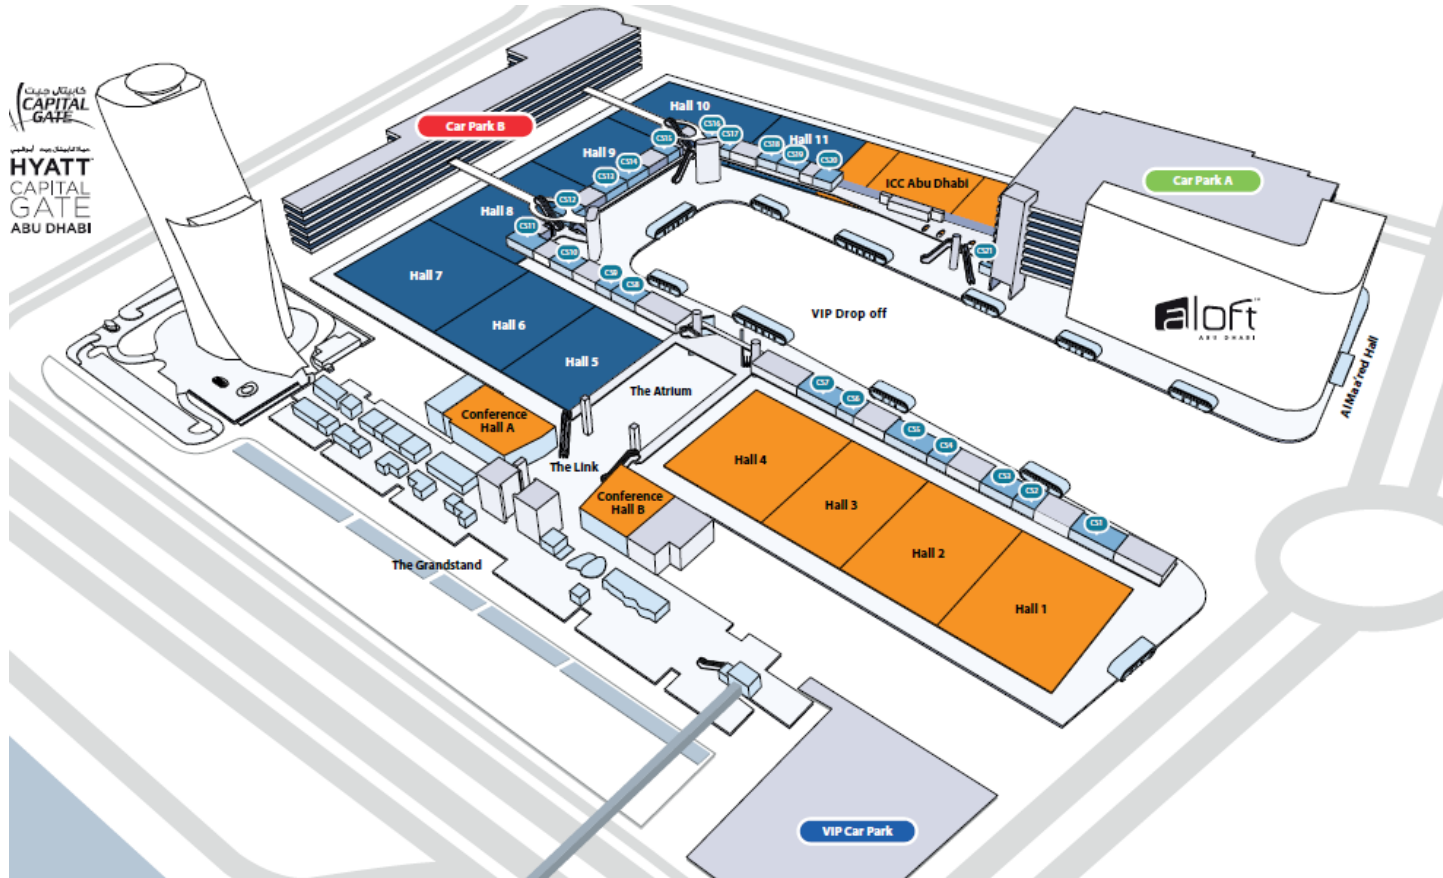 كابيتال جيت
CAPITAL
GATE
حياة كابيتال جيت أبوظبي
HYATT
CAPITAL
GATE
ABU DHABI
Car Park B
Hall 10
CS16
CS17
CS15
Hall 11
CS18
CS19
CS20
Hall 9
CS14
CS13
ICC Abu Dhabi
Car Park A
CS12
Hall 8
CS11
CS10
CS9
CS8
CS21
Hall 7
Hall 6
Hall 5
VIP Drop off
aloft
ABU DHABI
Al Maa'red Hall
The Atrium
CS7
CS6
CS5
CS4
CS3
CS2
CS1
Conference
Hall A
The Link
Conference
Hall B
Hall 4
Hall 3
Hall 2
Hall 1
The Grandstand
VIP Car Park